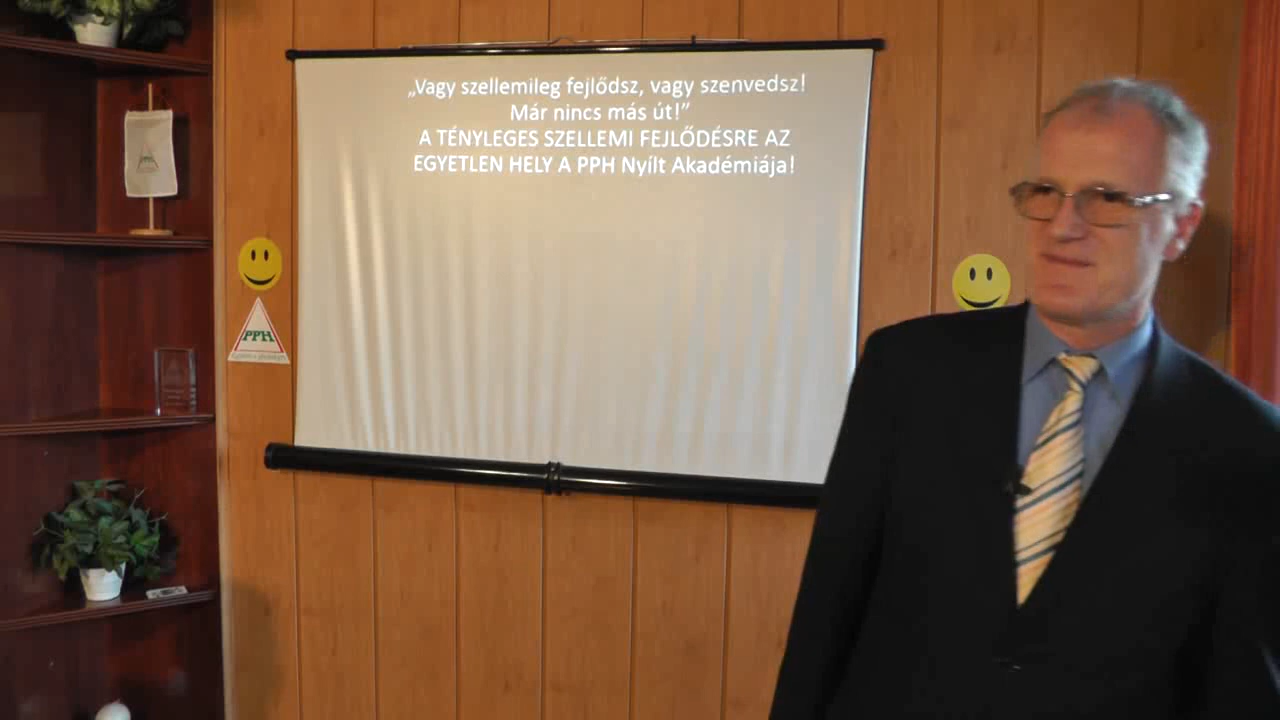 „Vagy szellemileg fejlődsz, vagy szenvedsz!
Már nincs más út!”
A TÉNYLEGES SZELLEMI FEJLŐDÉSRE AZ
EGYETLEN HELY A PPH Nyílt Akadémiája!
PPH